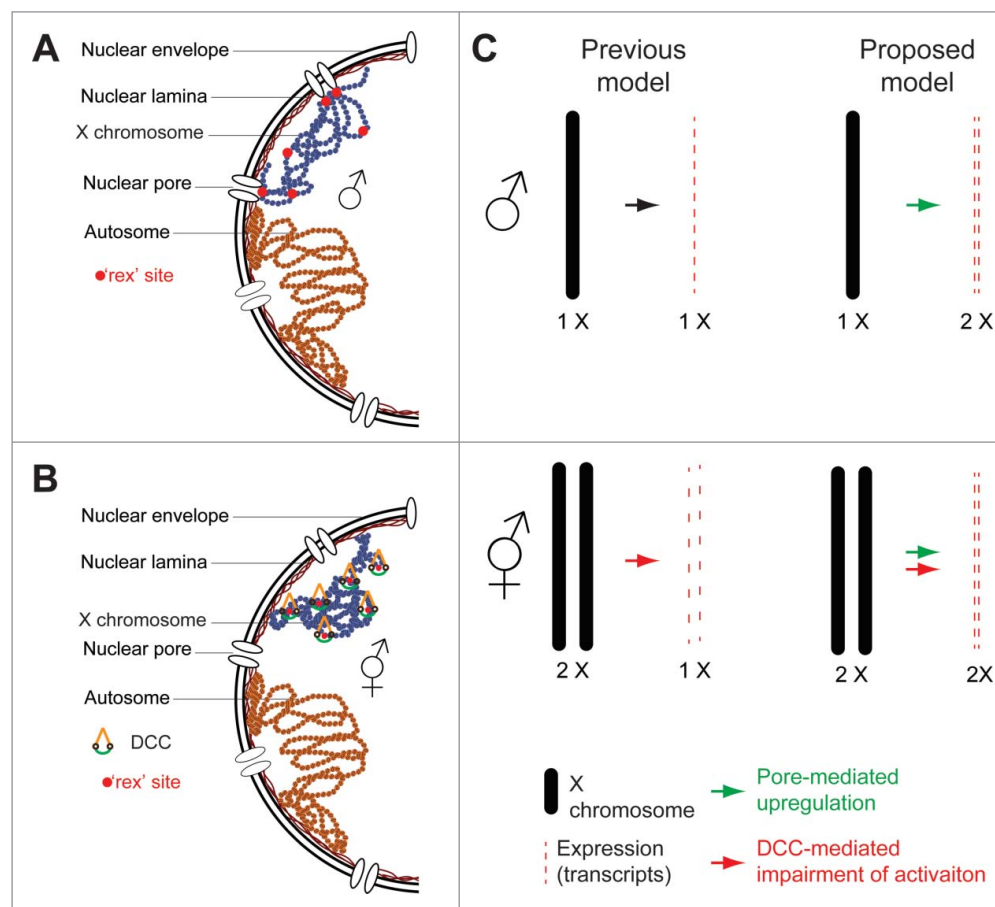 A
Nuclear envelope
Nuclear lamina
X chromosome
Nuclear pore
Autosome
'rex' site
B
Nuclear envelope
Nuclear lamina
X chromosome
Nuclear pore
Autosome
DCC
'rex' site
C
Previous
model
Proposed
model
1 X
1 X
1 X
2 X
2 X
1 X
2 X
2X
X
chromosome
Pore-mediated
upregulation
Expression
(transcripts)
DCC-mediated
impairment of activaiton